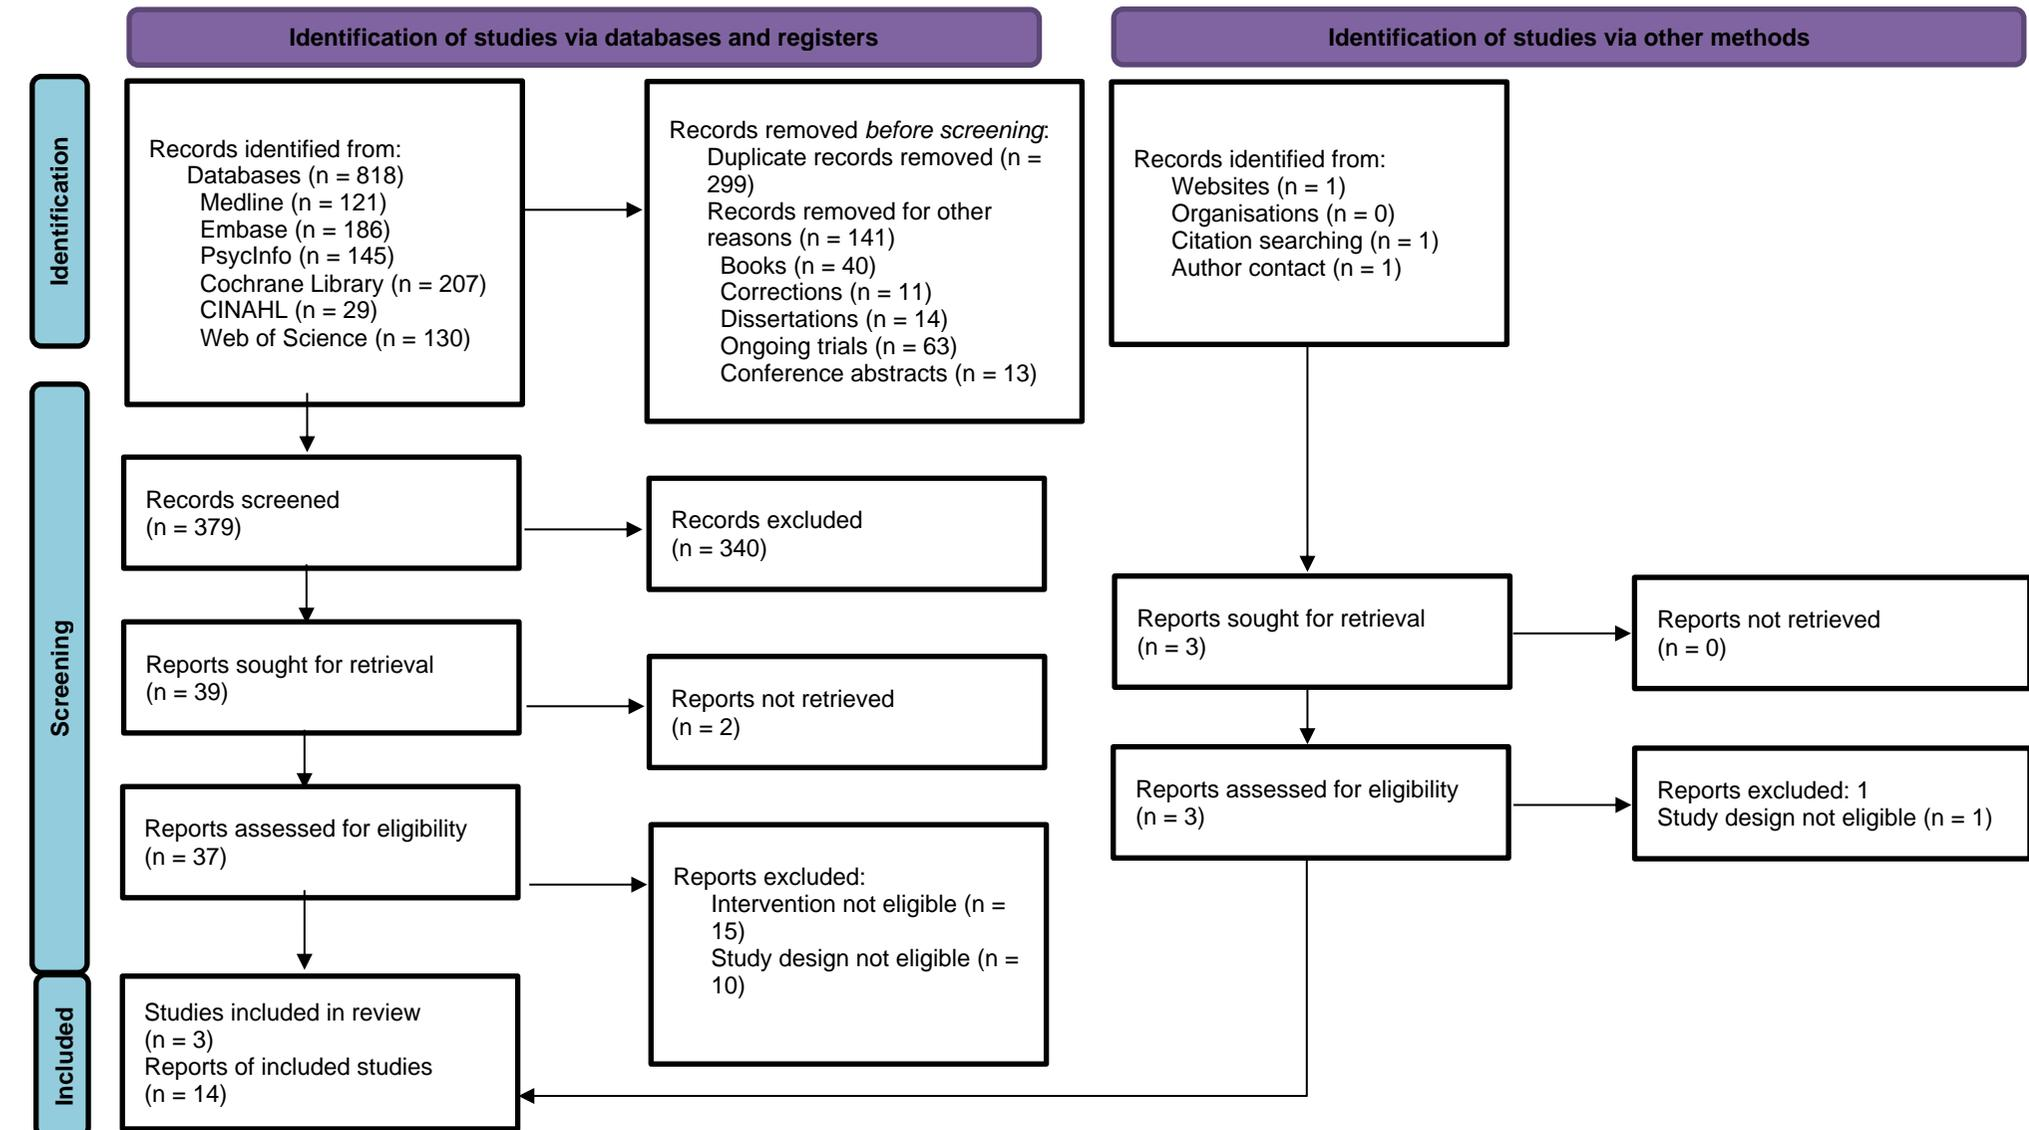 Identification of studies via databases and registers
Identification of studies via other methods
Identification
Records identified from:
Databases (n = 818)
Medline (n = 121)
Embase (n = 186)
PsycInfo (n = 145)
Cochrane Library (n = 207)
CINAHL (n = 29)
Web of Science (n = 130)
Records removed before screening:
Duplicate records removed (n =
299)
Records removed for other
reasons (n = 141)
Books (n = 40)
Corrections (n = 11)
Dissertations (n = 14)
Ongoing trials (n = 63)
Conference abstracts (n = 13)
Records identified from:
Websites (n = 1)
Organisations (n = 0)
Citation searching (n = 1)
Author contact (n = 1)
Screening
Records screened
(n = 379)
Records excluded
(n = 340)
Reports sought for retrieval
(n = 39)
Reports not retrieved
(n = 2)
Reports sought for retrieval
(n = 3)
Reports not retrieved
(n = 0)
Reports assessed for eligibility
(n = 37)
Reports excluded:
Intervention not eligible (n =
15)
Study design not eligible (n =
10)
Reports assessed for eligibility
(n = 3)
Reports excluded: 1
Study design not eligible (n = 1)
Included
Studies included in review
(n = 3)
Reports of included studies
(n = 14)